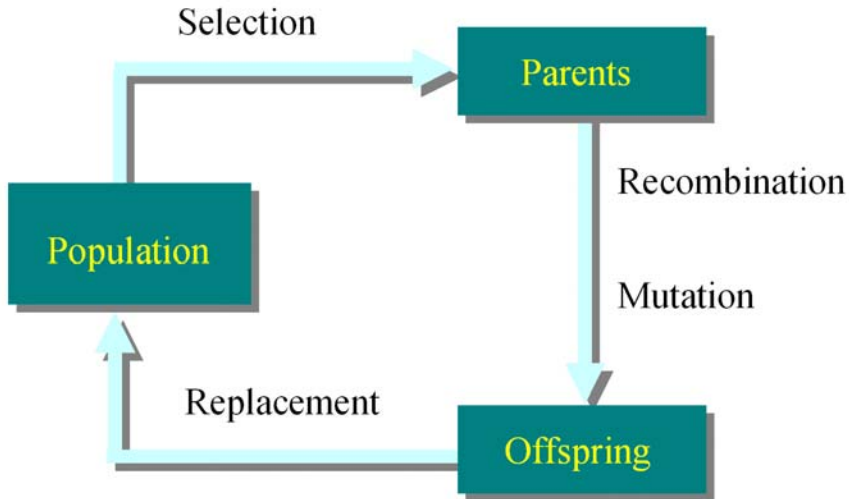 Selection
Parents
Recombination
Population
Mutation
Replacement
Offspring